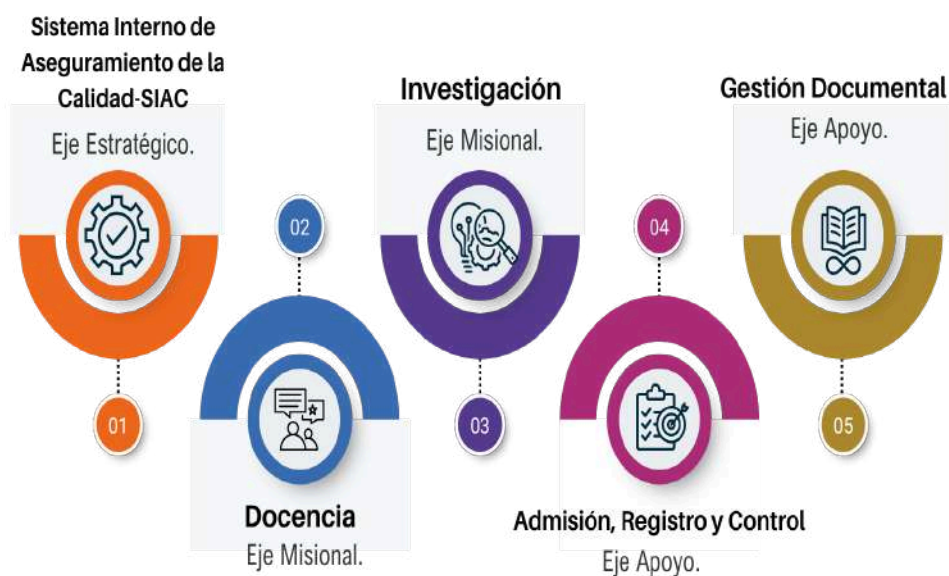 Sistema Interno de
Aseguramiento de la
Calidad-SIAC
Eje Estratégico.
01
02
Docencia
Eje Misional.
Investigación
Eje Misional.
03
04
Admisión, Registro y Control
Eje Apoyo.
Gestión Documental
Eje Apoyo.
05